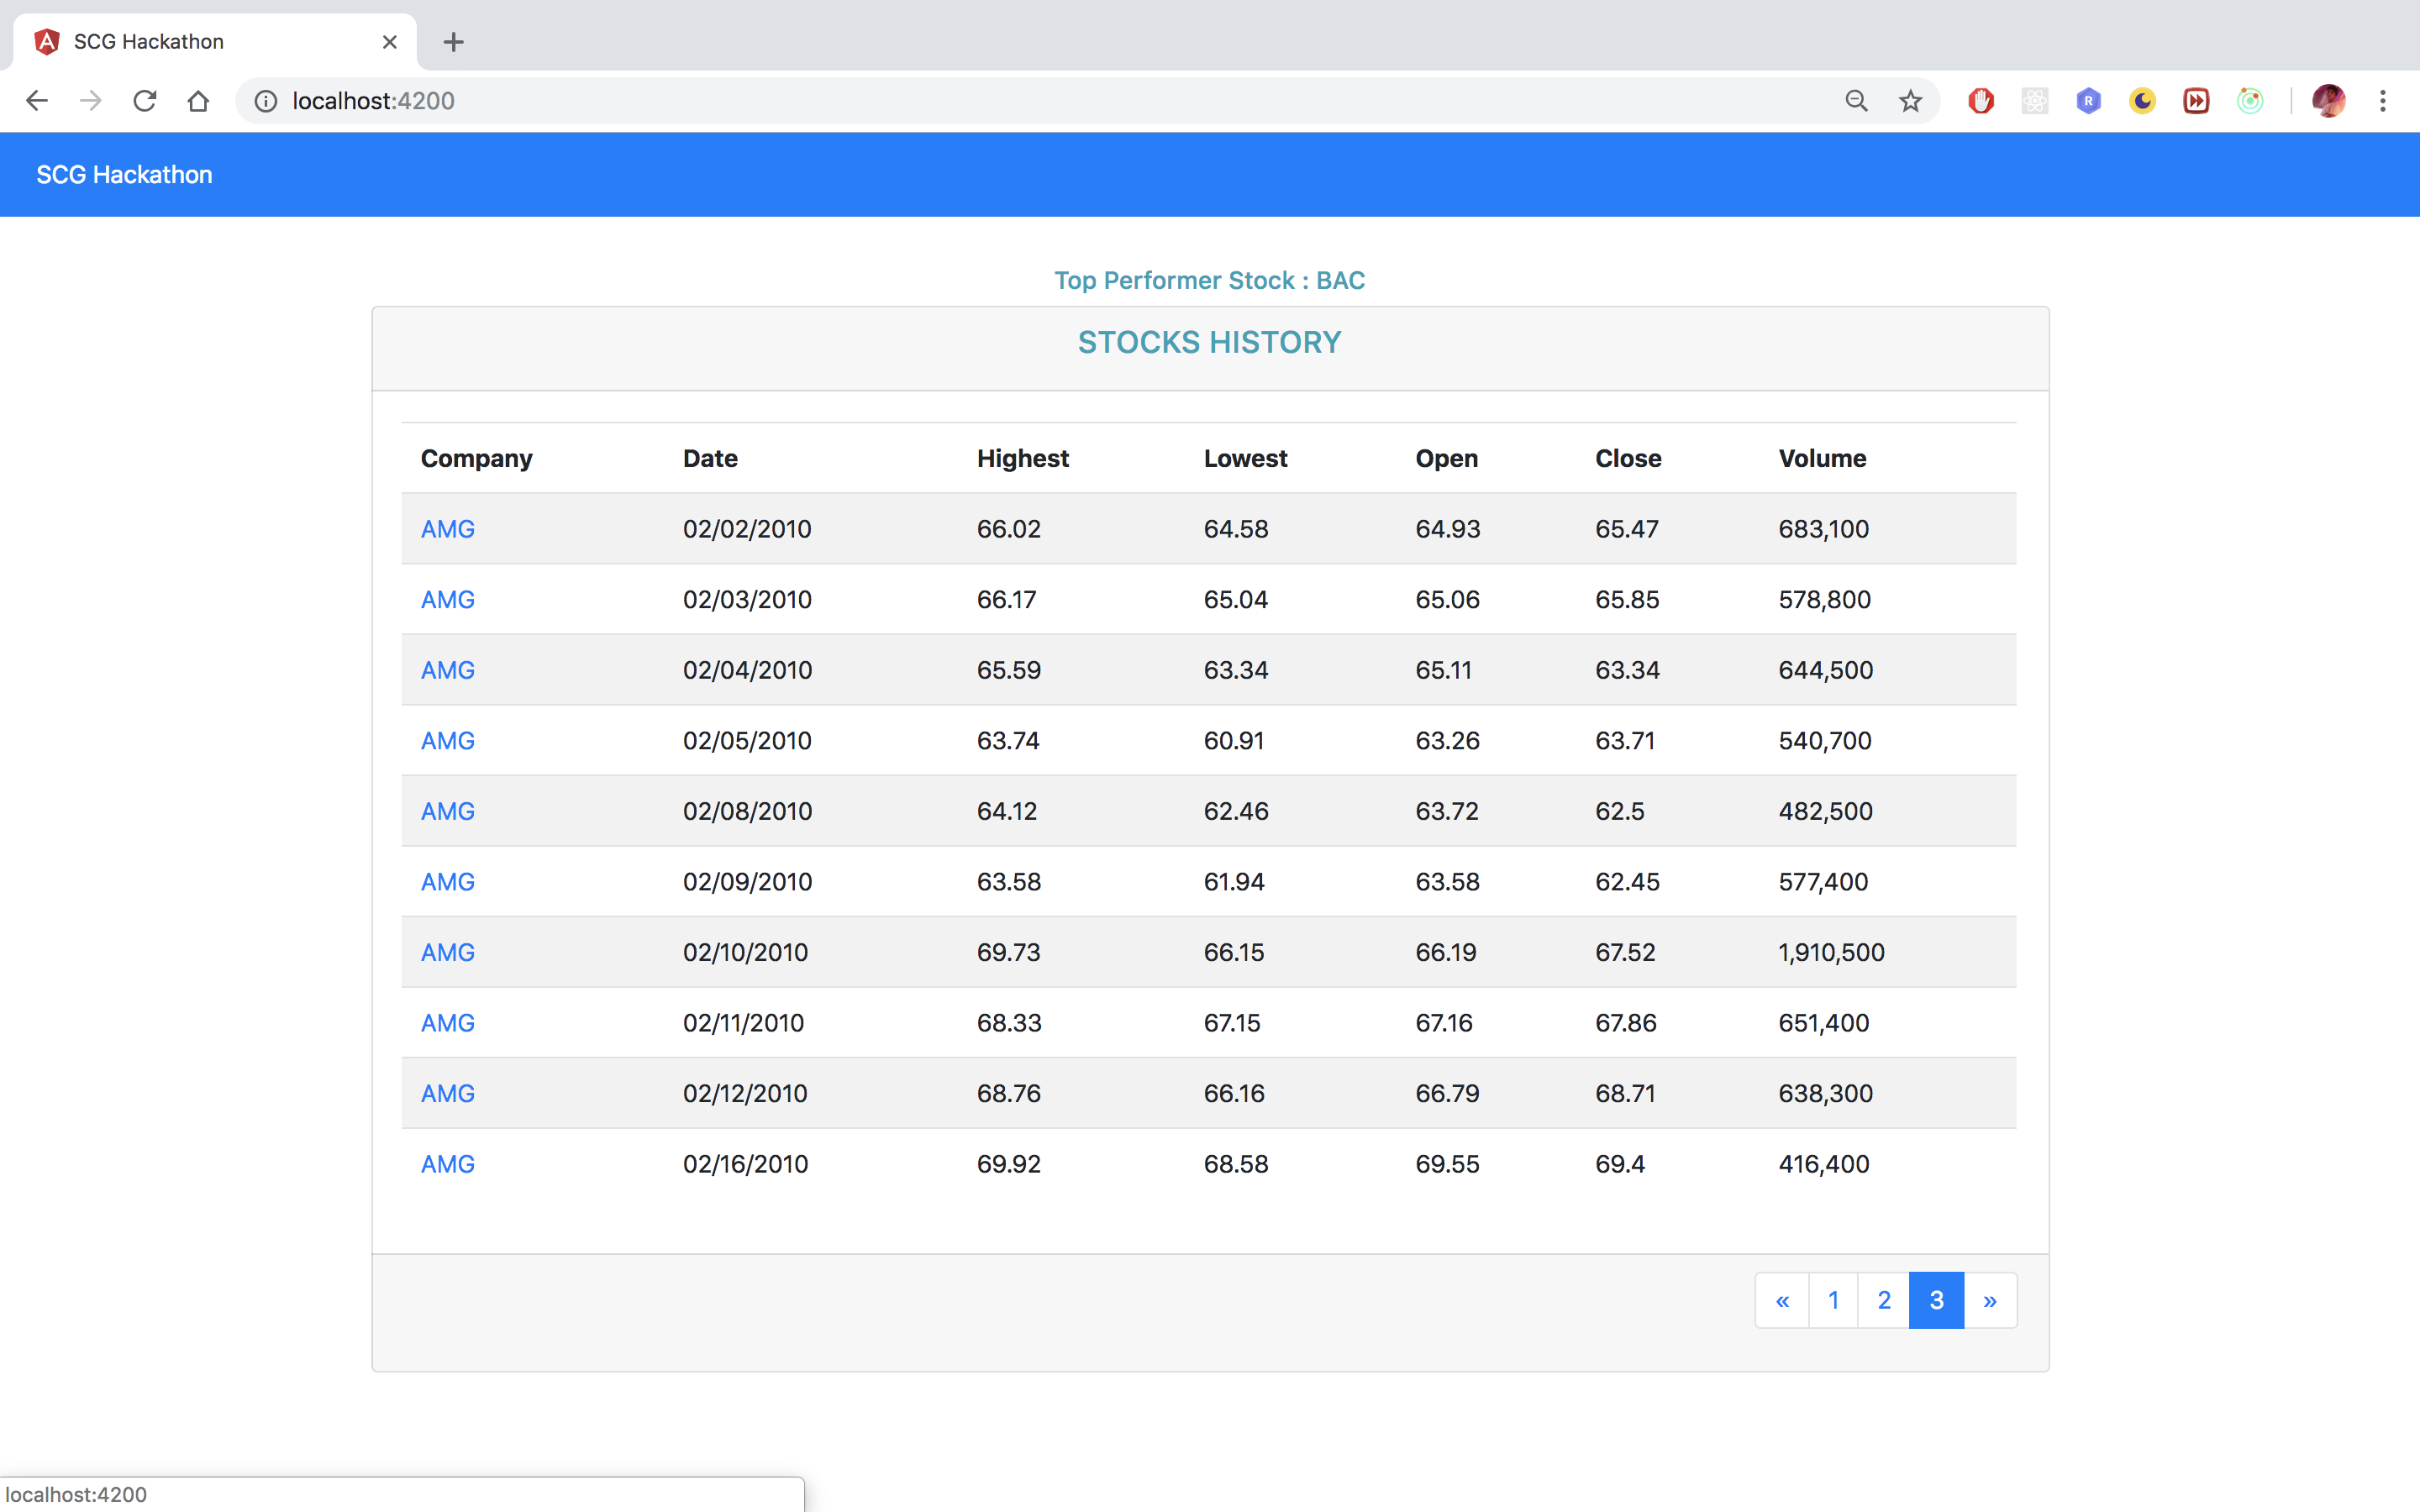 SCG Hackathon
localhost:4200
R
SCG Hackathon
Top Performer Stock : BAC
STOCKS HISTORY
Company Date Highest Lowest Open Close Volume
AMG 02/02/2010 66.02 64.58 64.93 65.47 683,100
AMG 02/03/2010 66.17 65.04 65.06 65.85 578,800
AMG 02/04/2010 65.59 63.34 65.11 63.34 644,500
AMG 02/05/2010 63.74 60.91 63.26 63.71 540,700
AMG 02/08/2010 64.12 62.46 63.72 62.5 482,500
AMG 02/09/2010 63.58 61.94 63.58 62.45 577,400
AMG 02/10/2010 69.73 66.15 66.19 67.52 1,910,500
AMG 02/11/2010 68.33 67.15 67.16 67.86 651,400
AMG 02/12/2010 68.76 66.16 66.79 68.71 638,300
AMG 02/16/2010 69.92 68.58 69.55 69.4 416,400
« 1 2 3 »
localhost:4200